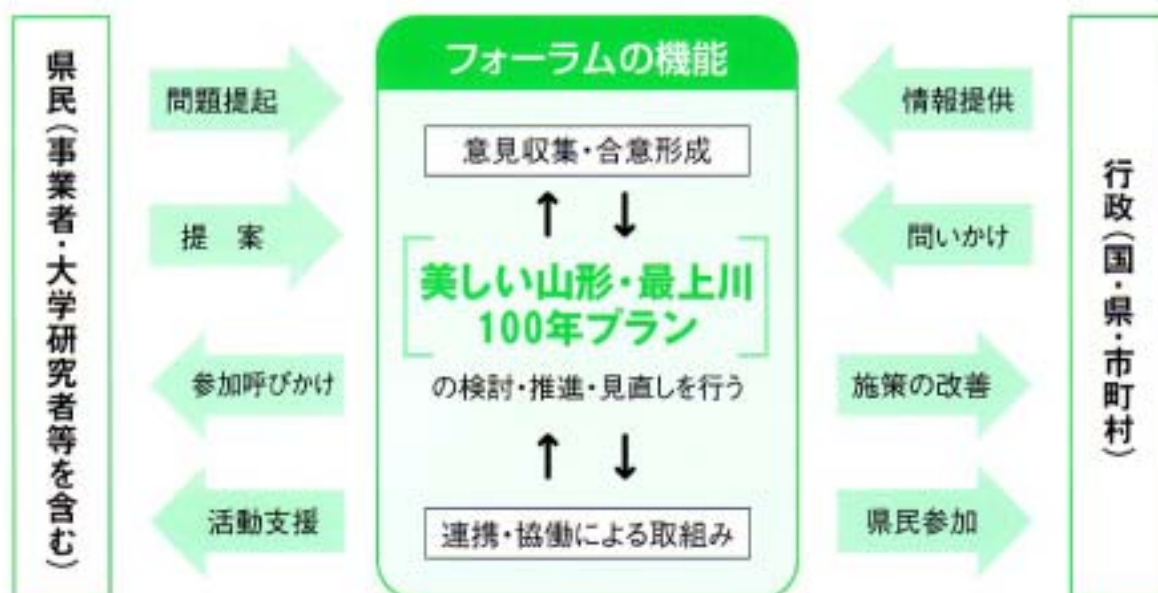 県民(事業者・大学研究者等を含む)
問題提起
提　案
参加呼びかけ
活動支援
フォーラムの機能
意見収集・合意形成
↑ ↓
美しい山形・最上川
100年プラン
の検討・推進・見直しを行う
↑ ↓
連携・協働による取組み
情報提供
問いかけ
施策の改善
県民参加
行政(国・県・市町村)